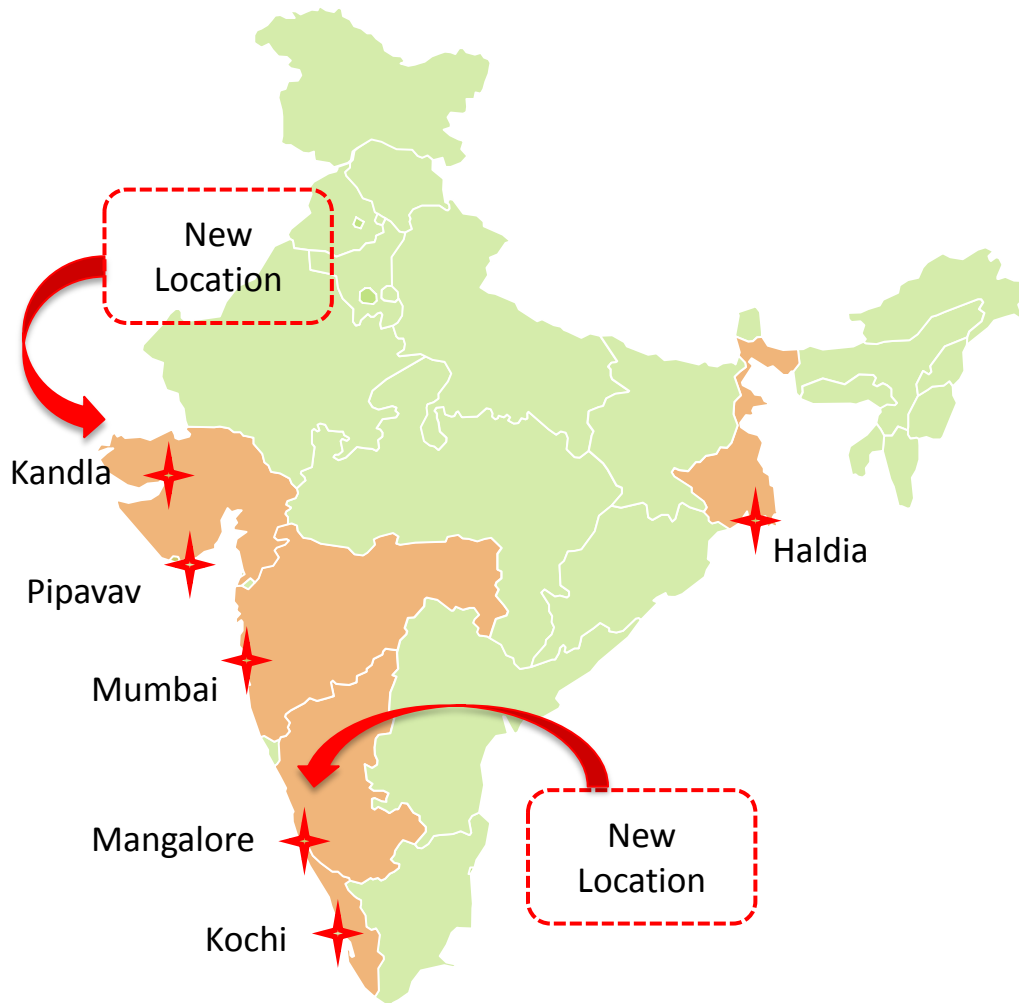 New
Location
Kandla
Haldia
Pipavav
Mumbai
Mangalore
New
Location
Kochi